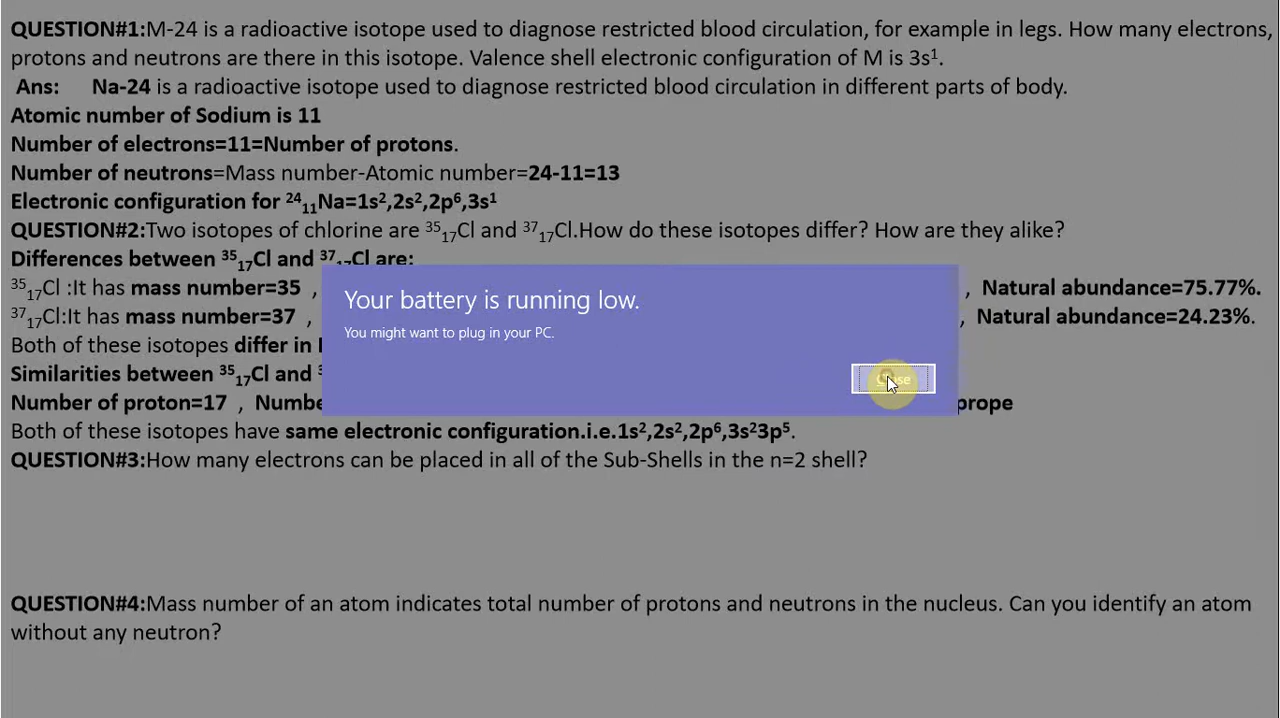 QUESTION#1:M-24 is a radioactive isotope used to diagnose restricted blood circulation, for example in legs. How many electrons,
protons and neutrons are there in this isotope. Valence shell electronic configuration of M is 3s¹.
Ans: Na-24 is a radioactive isotope used to diagnose restricted blood circulation in different parts of body.
Atomic number of Sodium is 11
Number of electrons=11=Number of protons.
Number of neutrons=Mass number-Atomic number=24-11=13
Electronic configuration for ²⁴₁₁Na=1s²,2s²,2p⁶,3s¹
QUESTION#2:Two isotopes of chlorine are ³⁵₁₇Cl and ³⁷₁₇Cl.How do these isotopes differ? How are they alike?
Differences between ³⁵₁₇Cl and ³⁷₁₇Cl are:
³⁵₁₇Cl :It has mass number=35 , , Natural abundance=75.77%.
³⁷₁₇Cl:It has mass number=37 , , Natural abundance=24.23%.
Both of these isotopes differ in
Similarities between ³⁵₁₇Cl and
Number of proton=17 , Numbe prope
Both of these isotopes have same electronic configuration.i.e.1s²,2s²,2p⁶,3s²3p⁵.
QUESTION#3:How many electrons can be placed in all of the Sub-Shells in the n=2 shell?
QUESTION#4:Mass number of an atom indicates total number of protons and neutrons in the nucleus. Can you identify an atom
without any neutron?
Your battery is running low.
You might want to plug in your PC.
Close